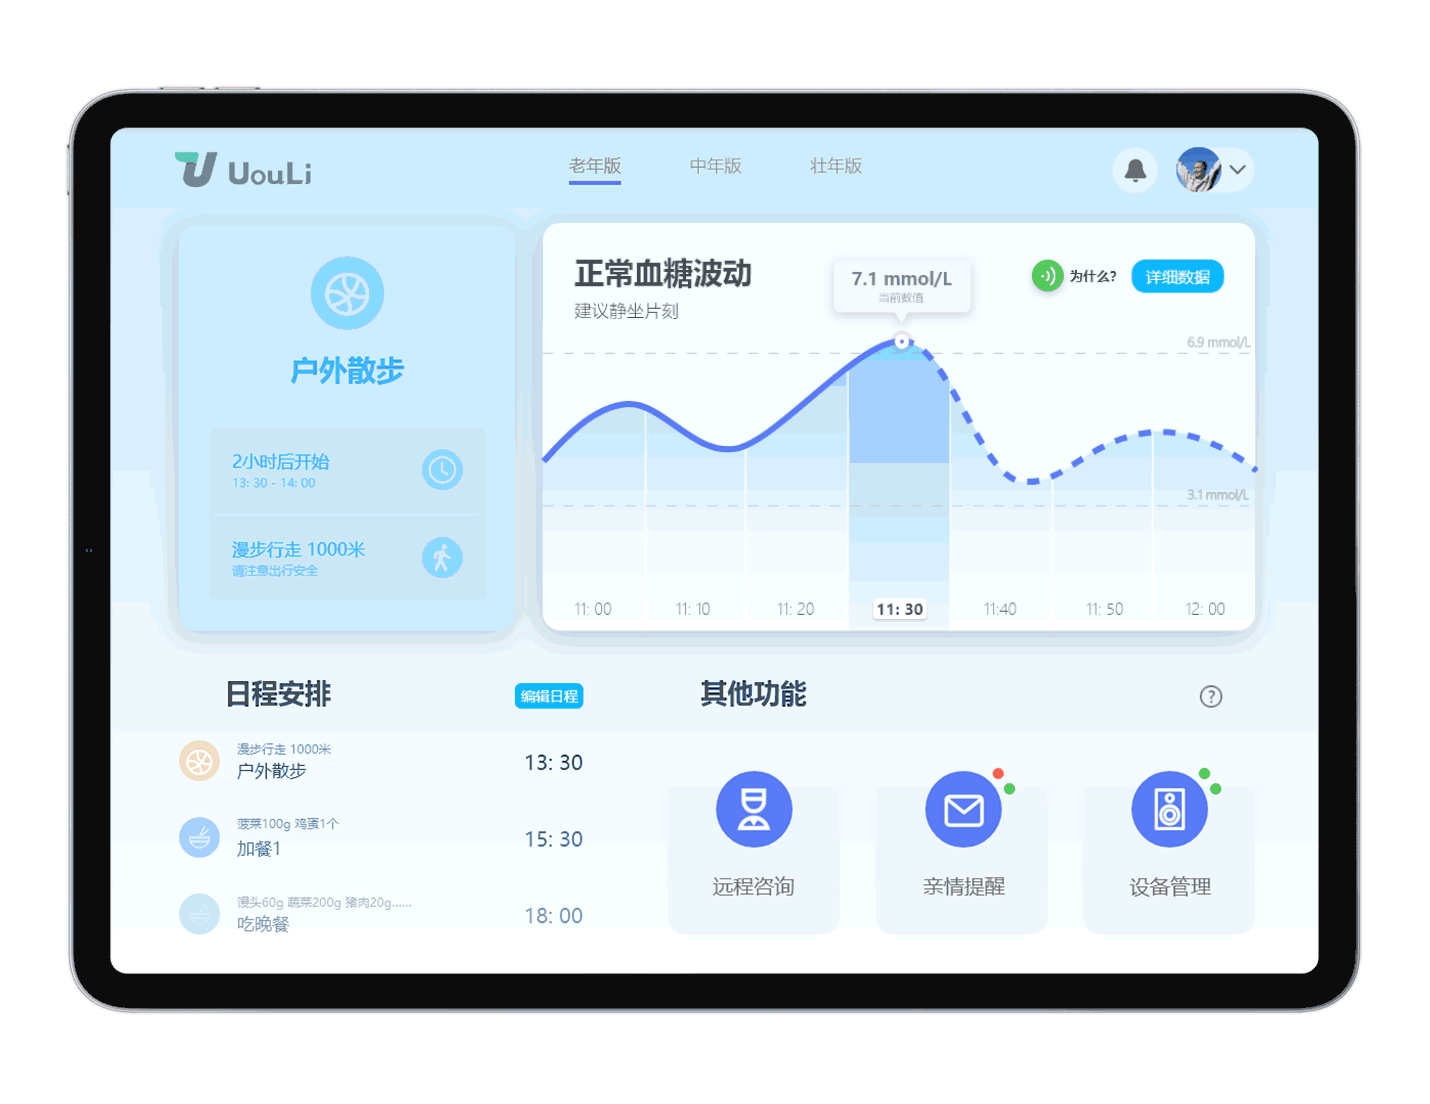 UouLi
老年版
中年版
壮年版
户外散步
2小时后开始
13: 30 - 14: 00
漫步行走 1000米
请注意出行安全
正常血糖波动
建议静坐片刻
7.1 mmol/L
当前数值
为什么?
详细数据
6.9 mmol/L
3.1 mmol/L
11: 00
11: 10
11: 20
11: 30
11:40
11: 50
12: 00
日程安排
编辑日程
漫步行走 1000米
户外散步
13: 30
菠菜100g 鸡蛋1个
加餐1
15: 30
馒头60g 蔬菜200g 猪肉20g......
吃晚餐
18: 00
其他功能
?
远程咨询
亲情提醒
设备管理